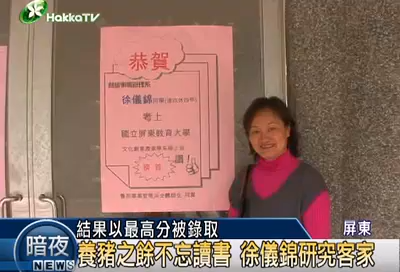 HakkaTV
恭賀
徐儀錦
考上
國立屏東教育大學
讚!
結果以最高分被錄取
屏東
暗夜
NEWS
養豬之餘不忘讀書 徐儀錦研究客家